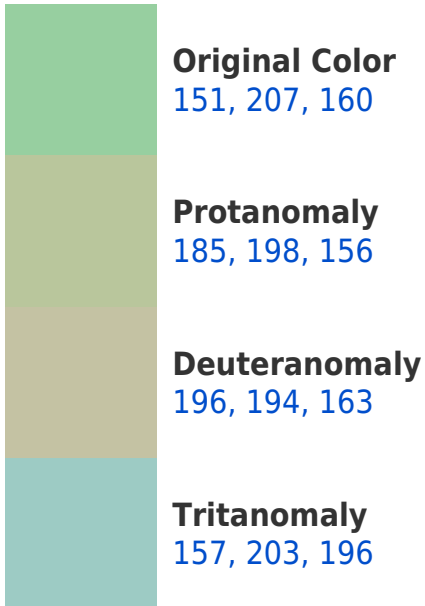 Original Color
151, 207, 160
Protanomaly
185, 198, 156
Deuteranomaly
196, 194, 163
Tritanomaly
157, 203, 196